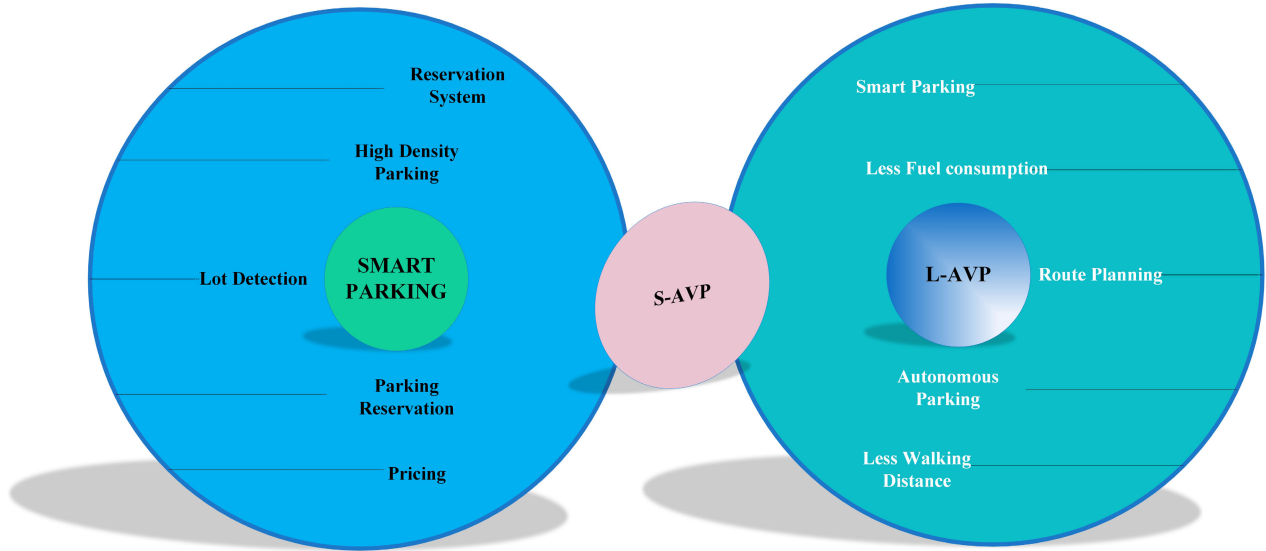 Reservation
System
High Density
Parking
Lot Detection
SMART
PARKING
Parking
Reservation
Pricing
S-AVP
Smart Parking
Less Fuel consumption
L-AVP
Route Planning
Autonomous
Parking
Less Walking
Distance